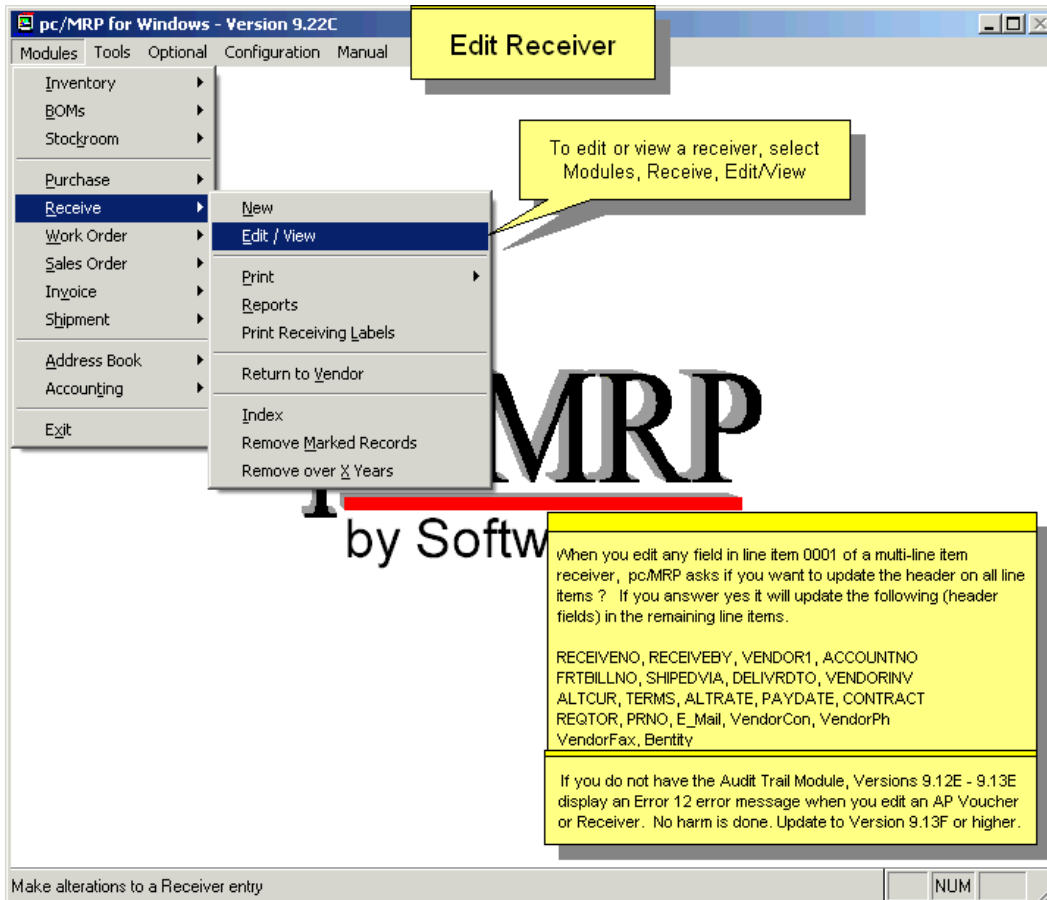 pc/MRP for Windows - Version 9.22C
Modules Tools Optional Configuration Manual
Edit Receiver
Inventory
BOMs
Stockroom
Purchase
Receive
Work Order
Sales Order
Invoice
Shipment
Address Book
Accounting
Exit
New
Edit / View
Print
Reports
Print Receiving Labels
Return to Vendor
Index
Remove Marked Records
Remove over X Years
To edit or view a receiver, select
Modules, Receive, Edit/View
MRP
by Softw
When you edit any field in line item 0001 of a multi-line item
receiver, pc/MRP asks if you want to update the header on all line
items ? If you answer yes it will update the following (header
fields) in the remaining line items.
RECEIVENO, RECEIVEBY, VENDOR1, ACCOUNTNO
FRTBILLNO, SHIPEDVIA, DELIVRDTO, VENDORINV
ALTCUR, TERMS, ALTRATE, PAYDATE, CONTRACT
REQTOR, PRNO, E_Mail, VendorCon, VendorPh
VendorFax, Bentity
If you do not have the Audit Trail Module, Versions 9.12E - 9.13E
display an Error 12 error message when you edit an AP Voucher
or Receiver. No harm is done. Update to Version 9.13F or higher.
Make alterations to a Receiver entry
NUM